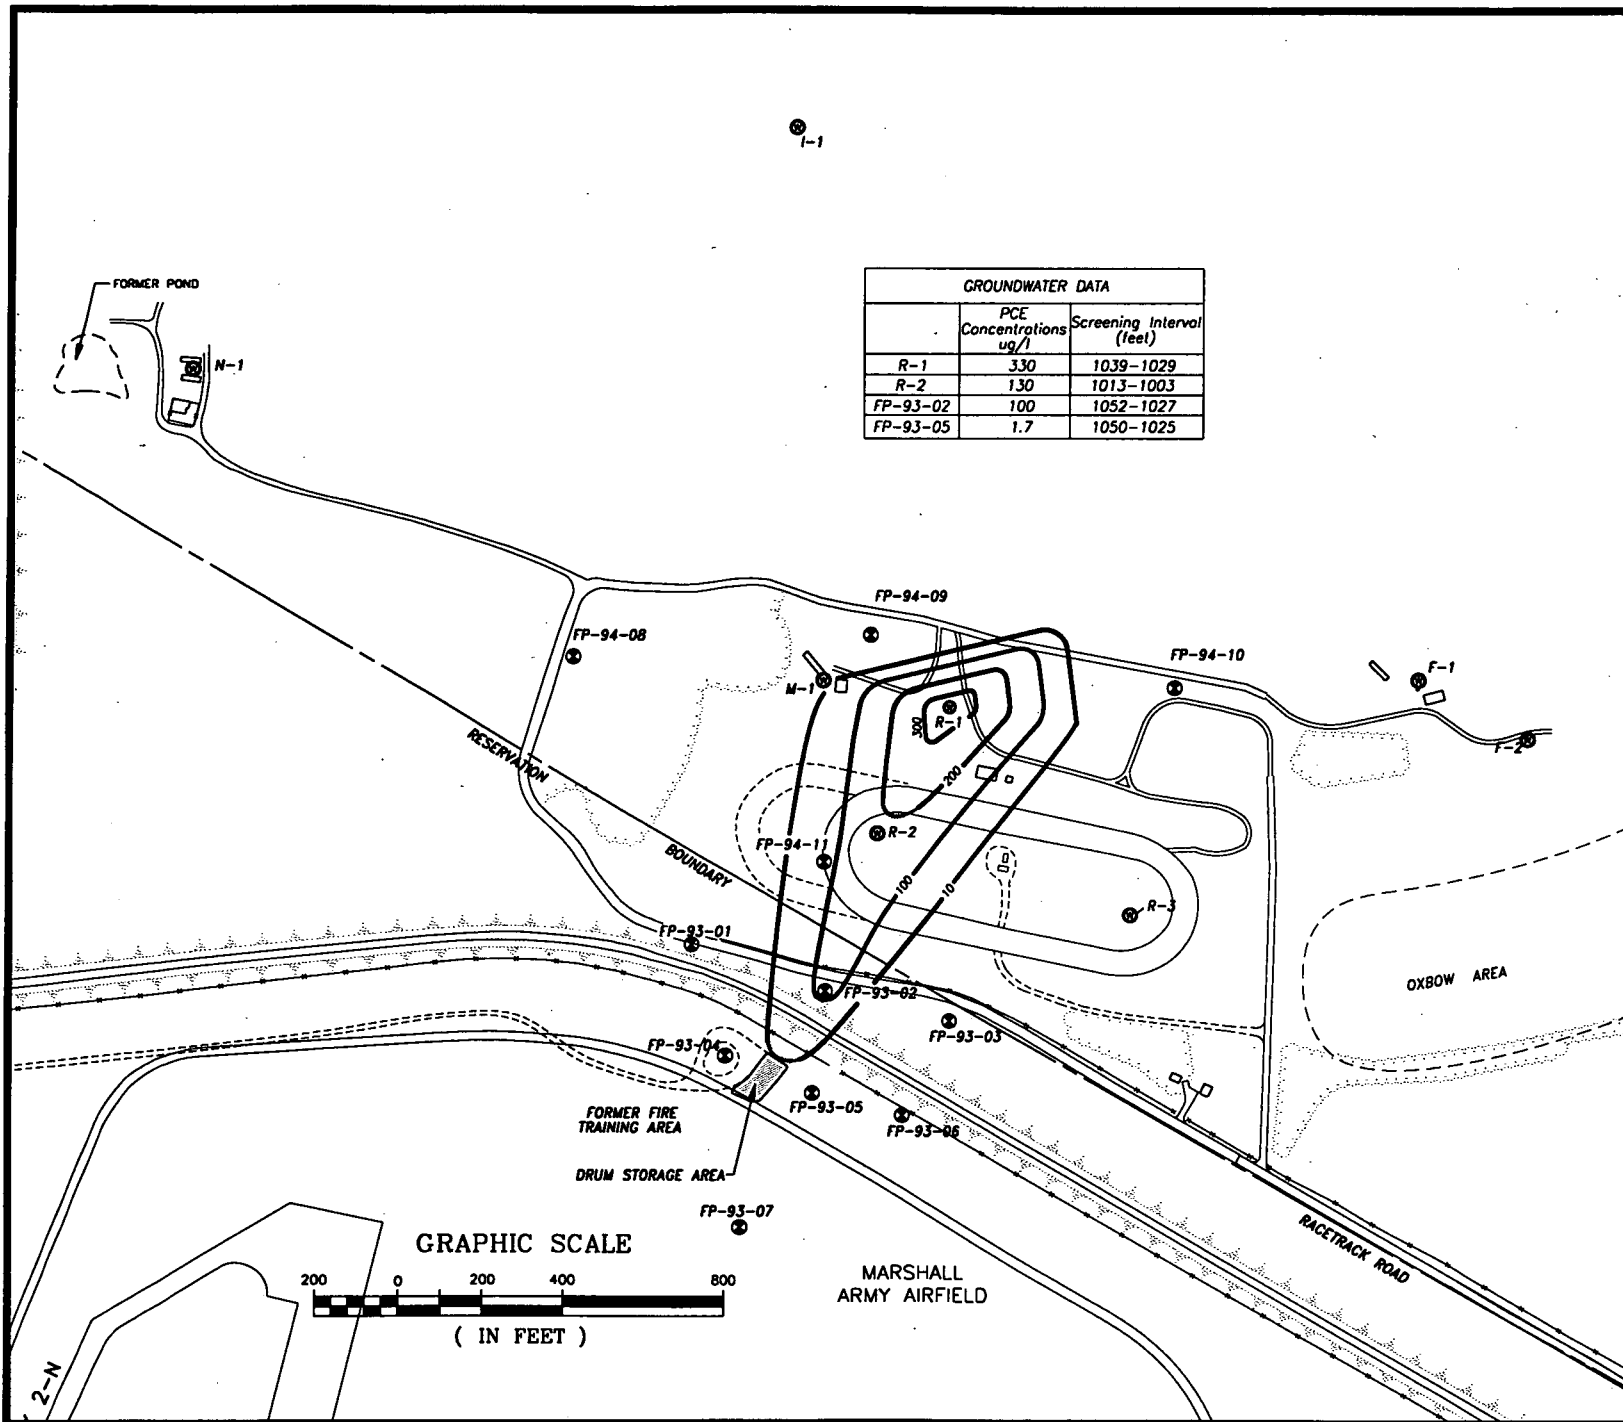 I-1
FORMER POND
N-1
GROUNDWATER DATA
PCE Concentrations ug/l
Screening Interval (feet)
R-1 330 1039-1029
R-2 130 1013-1003
FP-93-02 100 1052-1027
FP-93-05 1.7 1050-1025
FP-94-09
FP-94-08
FP-94-10
F-1
M-1
R-1
300
F-2
RESERVATION
200
R-2
FP-94-11
BOUNDARY
100
10
R-3
FP-93-01
OXBOW AREA
FP-93-02
FP-93-03
FP-93-04
FP-93-05
FORMER FIRE
TRAINING AREA
FP-93-06
DRUM STORAGE AREA
FP-93-07
RACETRACK ROAD
GRAPHIC SCALE
200 0 200 400 800
( IN FEET )
MARSHALL
ARMY AIRFIELD
2-N